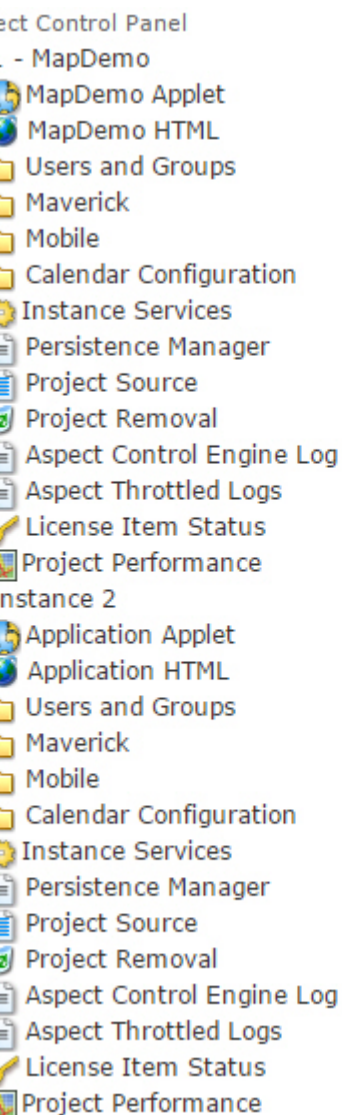 ect Control Panel
- MapDemo
MapDemo Applet
MapDemo HTML
Users and Groups
Maverick
Mobile
Calendar Configuration
Instance Services
Persistence Manager
Project Source
Project Removal
Aspect Control Engine Log
Aspect Throttled Logs
License Item Status
Project Performance
nstance 2
Application Applet
Application HTML
Users and Groups
Maverick
Mobile
Calendar Configuration
Instance Services
Persistence Manager
Project Source
Project Removal
Aspect Control Engine Log
Aspect Throttled Logs
License Item Status
Project Performance